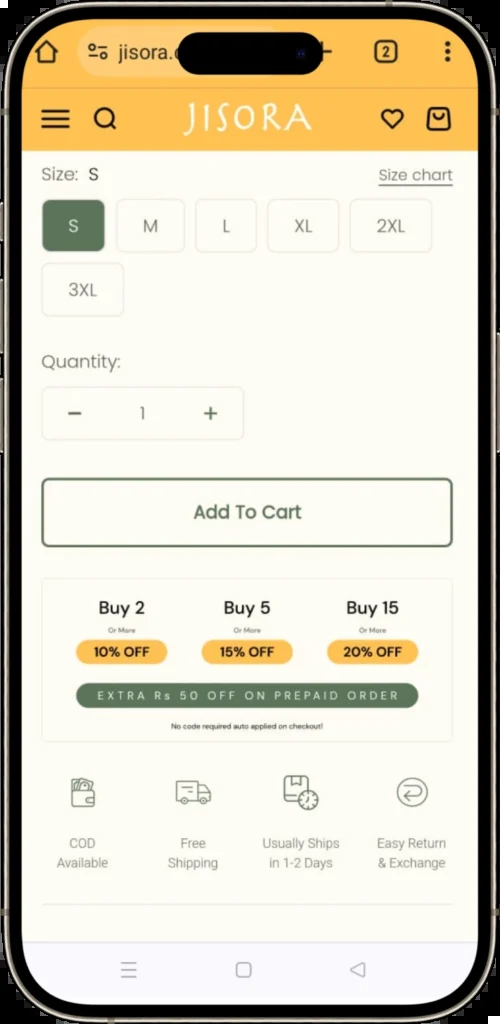 jisora.
2
JISORA
Size: S
Size chart
S M L XL 2XL
3XL
Quantity:
− 1 +
Add To Cart
Buy 2 Buy 5 Buy 15
Or More Or More Or More
10% OFF 15% OFF 20% OFF
EXTRA Rs 50 OFF ON PREPAID ORDER
No code required auto applied on checkout!
COD Free Usually Ships Easy Return
Available Shipping in 1-2 Days & Exchange